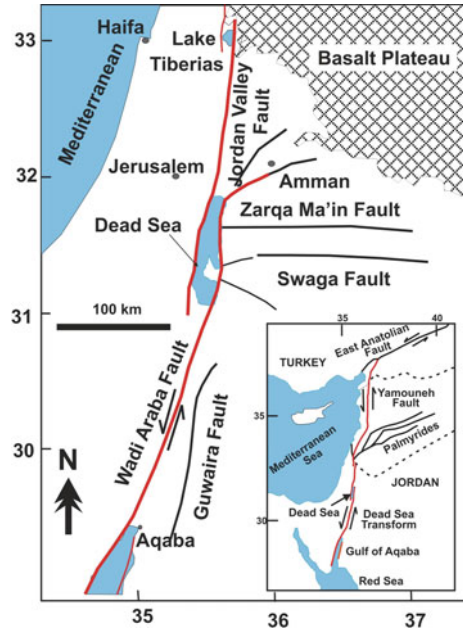 33
32
31
30
35
36
37
Haifa
Lake
Tiberias
Basalt Plateau
Mediterranean
Jordan Valley
Fault
Jerusalem
Amman
Zarqa Ma'in Fault
Dead Sea
Swaga Fault
100 km
Wadi Araba Fault
Guwaira Fault
N
Aqaba
35
40
35
30
TURKEY
East Anatolian
Fault
Yamouneh
Fault
Mediterranean
Sea
Palmyrides
JORDAN
Dead Sea
Dead Sea
Transform
Gulf of Aqaba
Red Sea